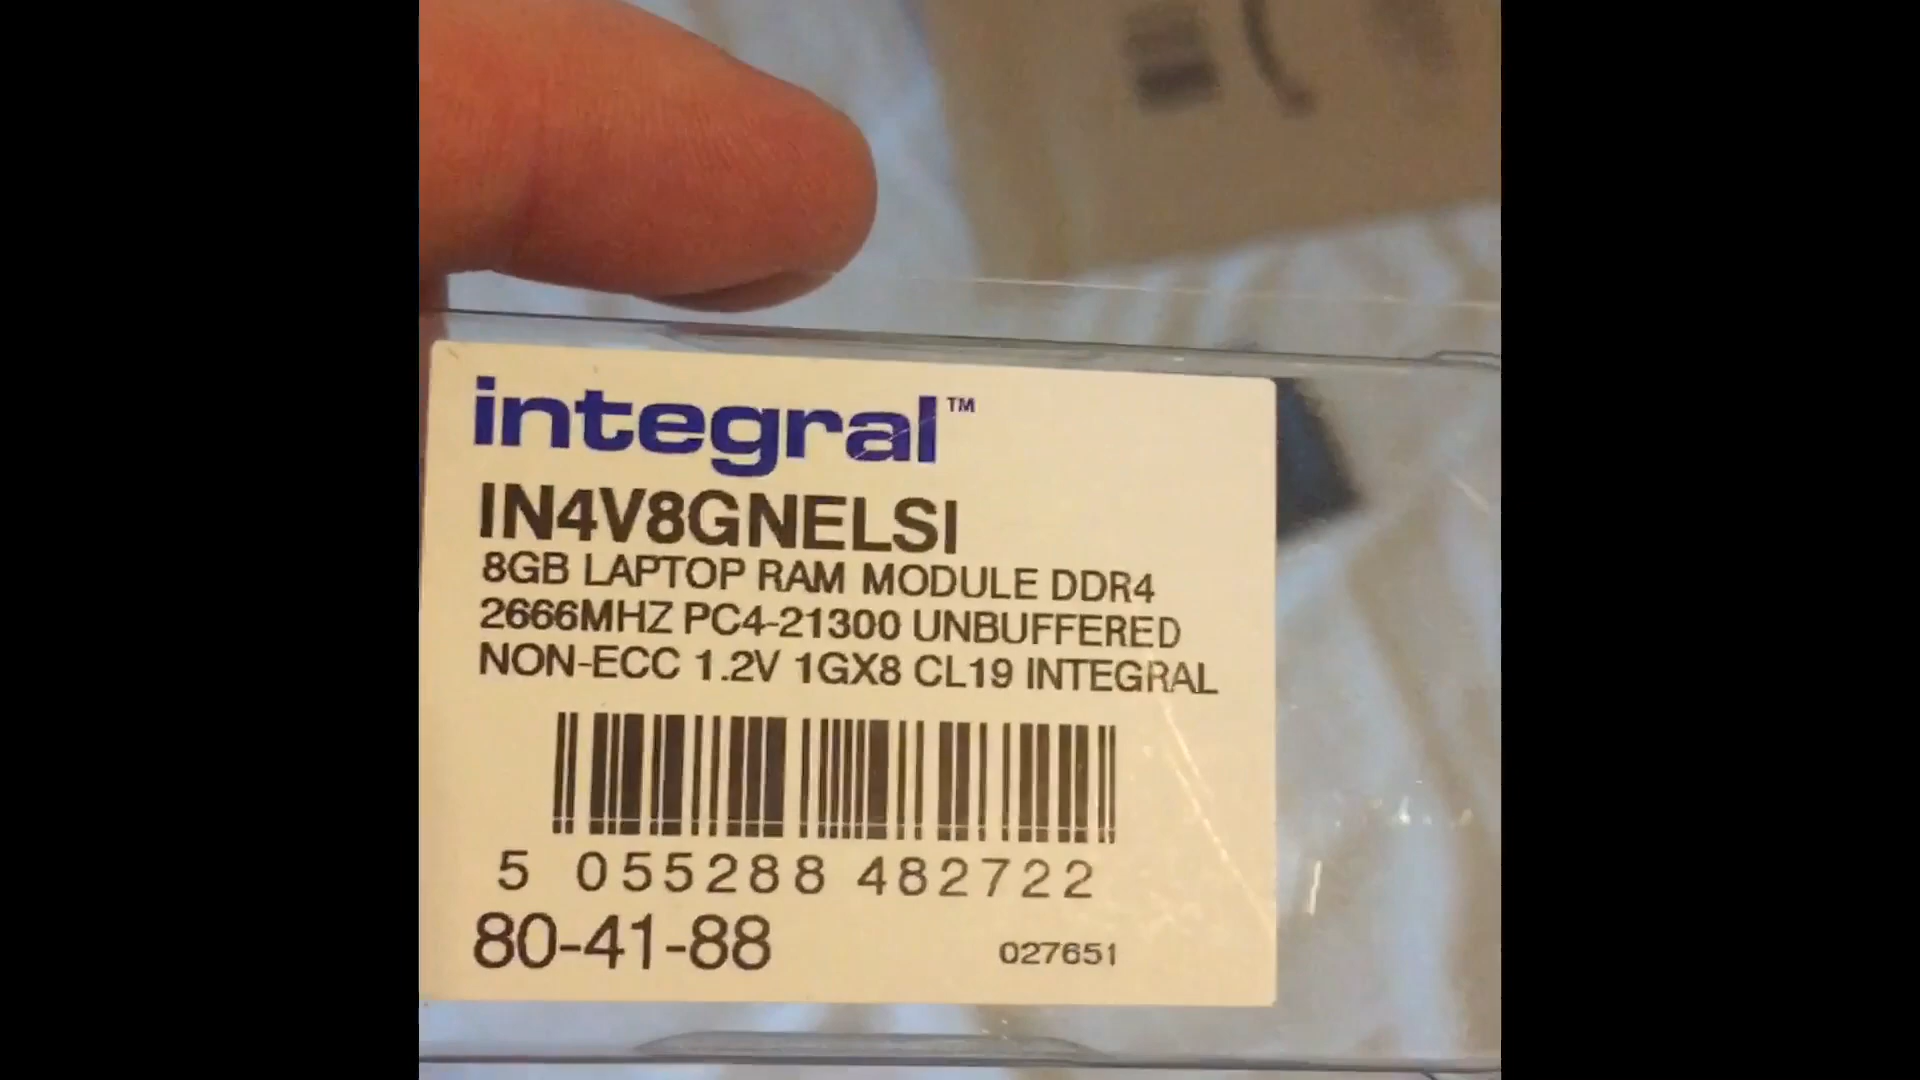 integral™
IN4V8GNELSI
8GB LAPTOP RAM MODULE DDR4
2666MHZ PC4-21300 UNBUFFERED
NON-ECC 1.2V 1GX8 CL19 INTEGRAL
5 055288 482722
80-41-88 027651